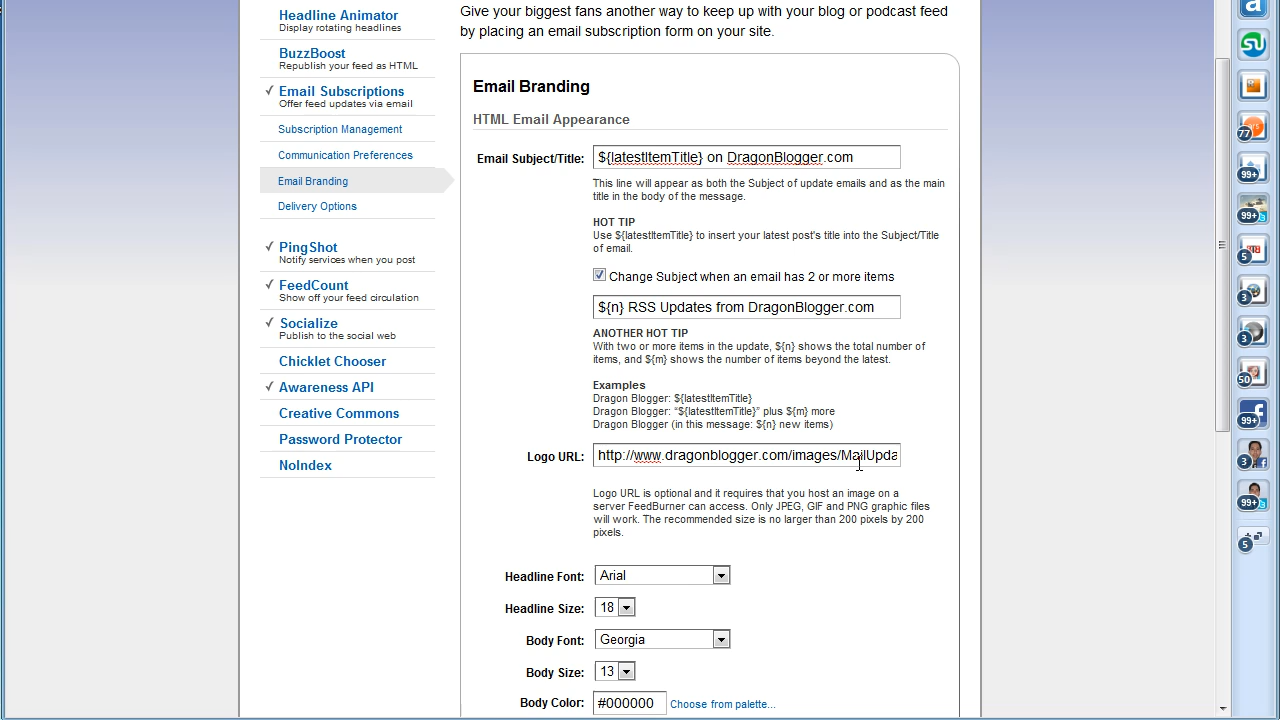 Headline Animator
Display rotating headlines
BuzzBoost
Republish your feed as HTML
Email Subscriptions
Offer feed updates via email
Subscription Management
Communication Preferences
Email Branding
Delivery Options
PingShot
Notify services when you post
FeedCount
Show off your feed circulation
Socialize
Publish to the social web
Chicklet Chooser
Awareness API
Creative Commons
Password Protector
NoIndex
Give your biggest fans another way to keep up with your blog or podcast feed
by placing an email subscription form on your site.
Email Branding
HTML Email Appearance
Email Subject/Title: ${latestItemTitle} on DragonBlogger.com
This line will appear as both the Subject of update emails and as the main
title in the body of the message.
HOT TIP
Use ${latestItemTitle} to insert your latest post's title into the Subject/Title
of email.
Change Subject when an email has 2 or more items
${n} RSS Updates from DragonBlogger.com
ANOTHER HOT TIP
With two or more items in the update, ${n} shows the total number of
items, and ${m} shows the number of items beyond the latest.
Examples
Dragon Blogger: ${latestItemTitle}
Dragon Blogger: “${latestItemTitle}” plus ${m} more
Dragon Blogger (in this message: ${n} new items)
Logo URL: http://www.dragonblogger.com/images/MailUpda
Logo URL is optional and it requires that you host an image on a
server FeedBurner can access. Only JPEG, GIF and PNG graphic files
will work. The recommended size is no larger than 200 pixels by 200
pixels.
Headline Font: Arial
Headline Size: 18
Body Font: Georgia
Body Size: 13
Body Color: #000000 Choose from palette...
77
99+
99+
5
3
3
50
99+
3
99+
5